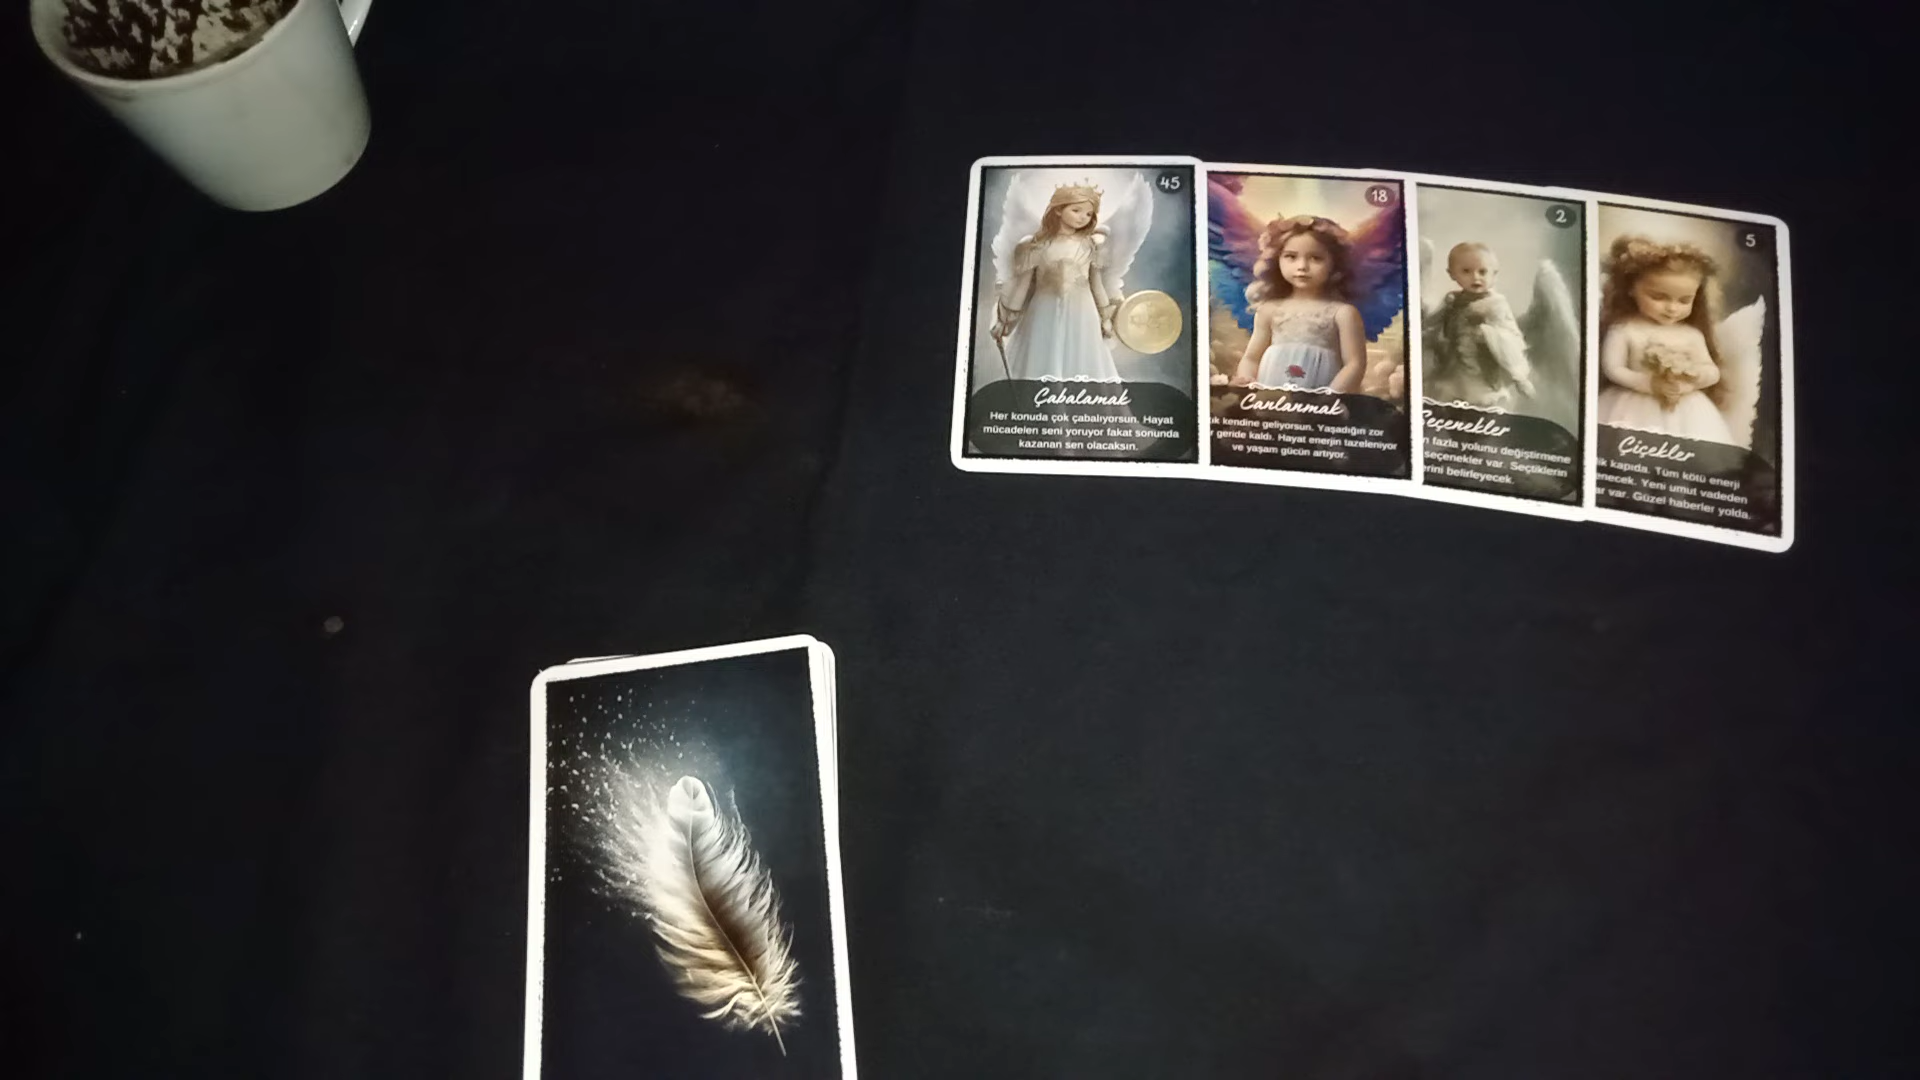 45
Çabalamak
Her konuda çok çabalıyorsun. Hayat
mücadelen seni yoruyor fakat sonunda
kazanan sen olacaksın.
18
Canlanmak
kendine geliyorsun. Yaşadığın zor
geride kaldı. Hayat enerjin tazeleniyor
ve yaşam gücün artıyor.
2
Seçenekler
fazla yolunu değiştirmene
seçenekler var. Seçtiklerin
belirleyecek.
5
Çiçekler
kapıda. Tüm kötü enerji
Yeni umut vadeden
var. Güzel haberler yolda.